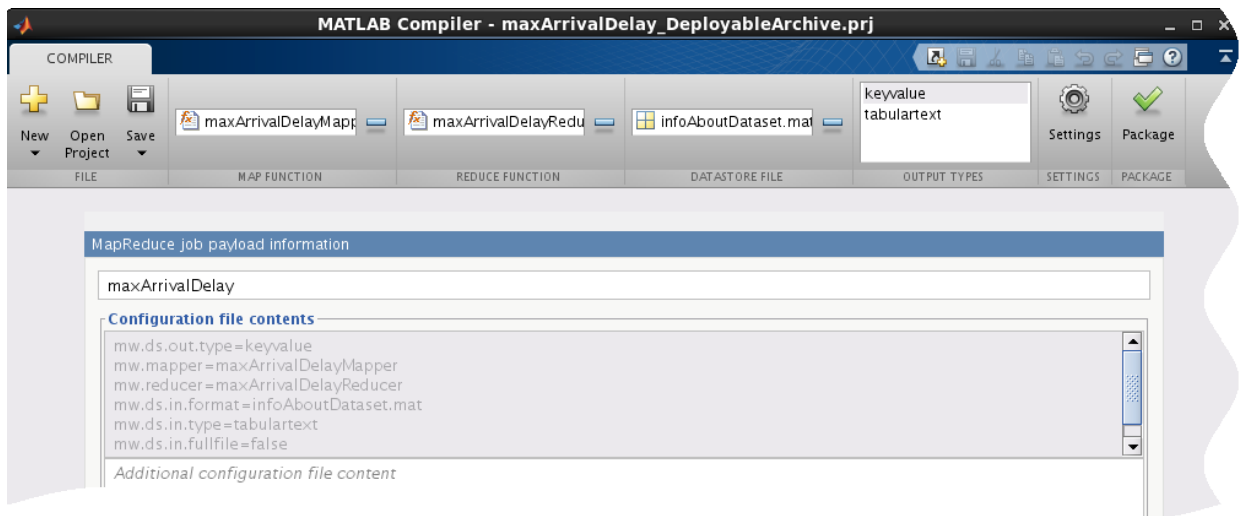 MATLAB Compiler - maxArrivalDelay_DeployableArchive.prj
COMPILER
New
Open Project
Save
FILE
maxArrivalDelayMapp
MAP FUNCTION
maxArrivalDelayRedu
REDUCE FUNCTION
infoAboutDataset.mat
DATASTORE FILE
keyvalue
tabulartext
OUTPUT TYPES
Settings
SETTINGS
Package
PACKAGE
MapReduce job payload information
maxArrivalDelay
Configuration file contents
mw.ds.out.type=keyvalue
mw.mapper=maxArrivalDelayMapper
mw.reducer=maxArrivalDelayReducer
mw.ds.in.format=infoAboutDataset.mat
mw.ds.in.type=tabulartext
mw.ds.in.fullfile=false
Additional configuration file content